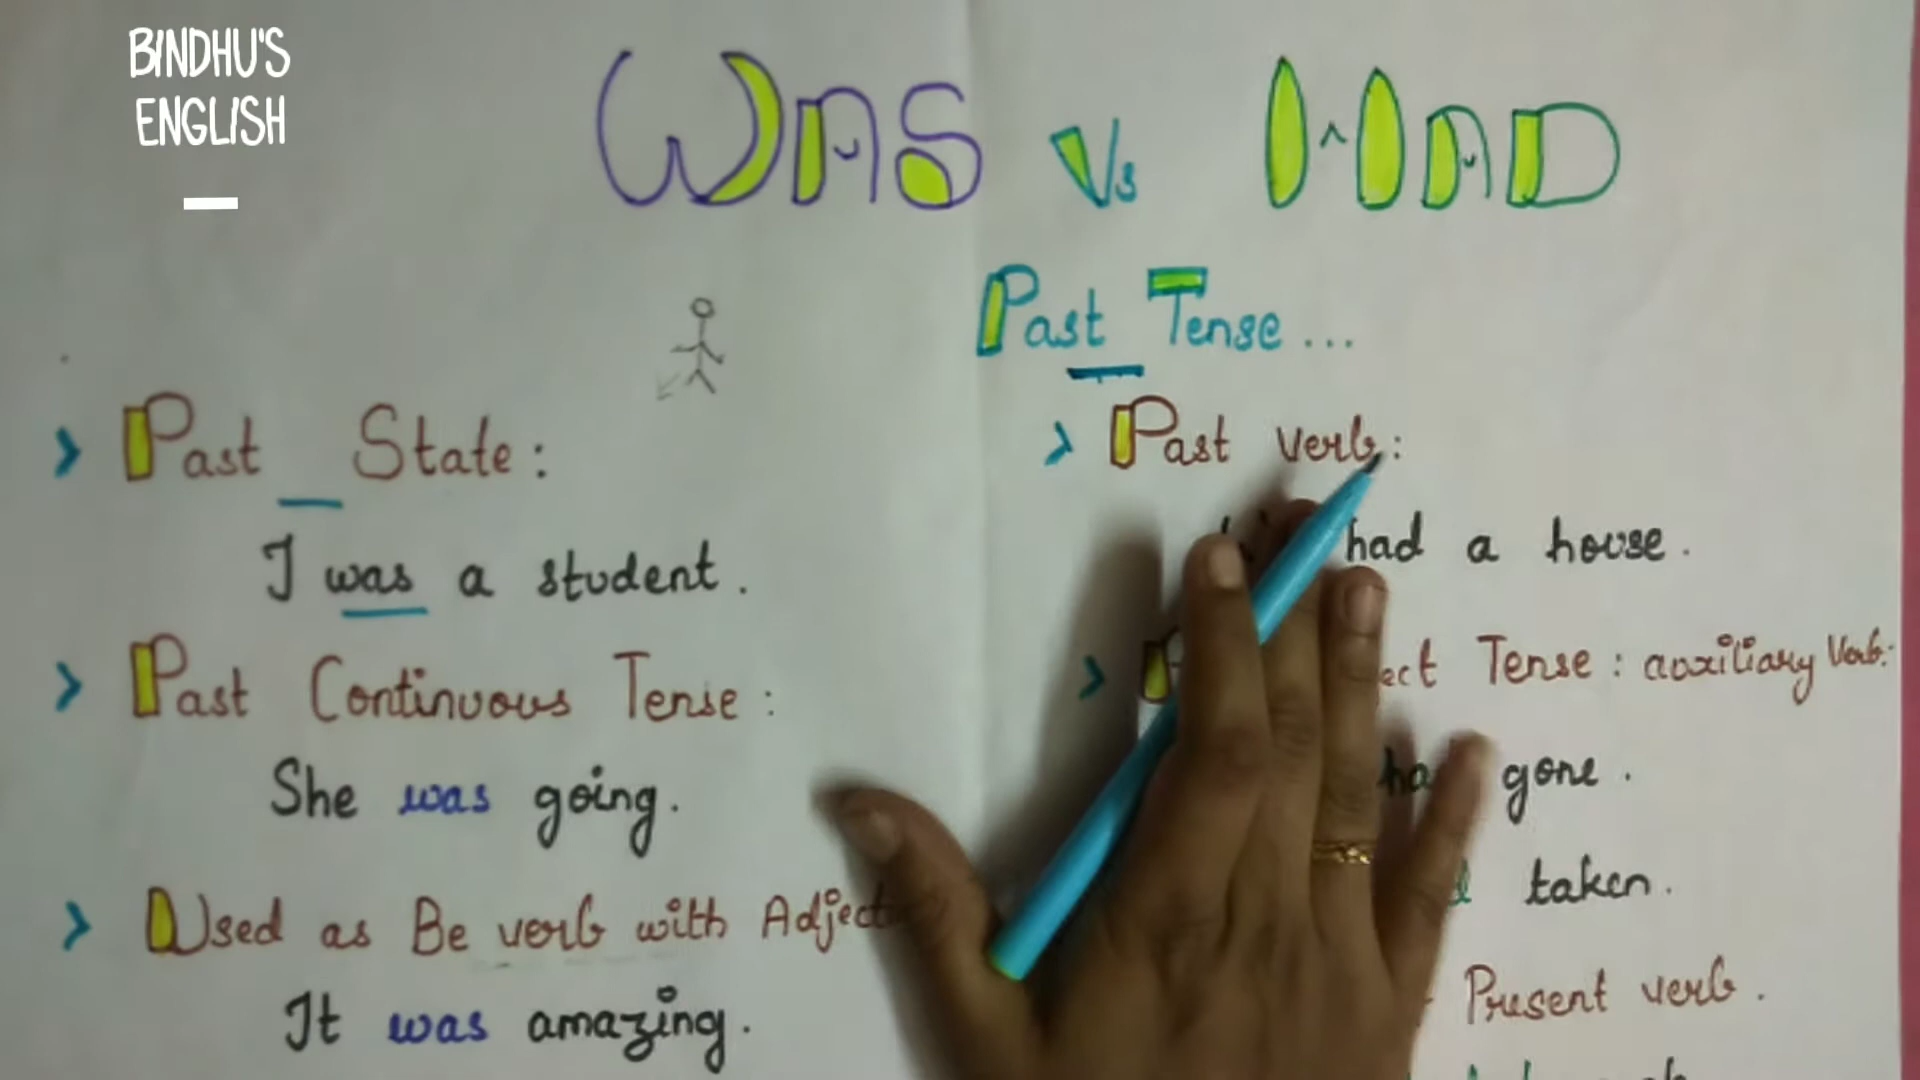 BINDHU'S
ENGLISH
WAS Vs HAD
Past Tense...
Past State:
I was a student.
Past Continuous Tense:
She was going.
Used as Be verb with
It was amazing.
Past verb:
had a house.
Tense: auxiliary Verb:
gone.
taken.
Present verb.